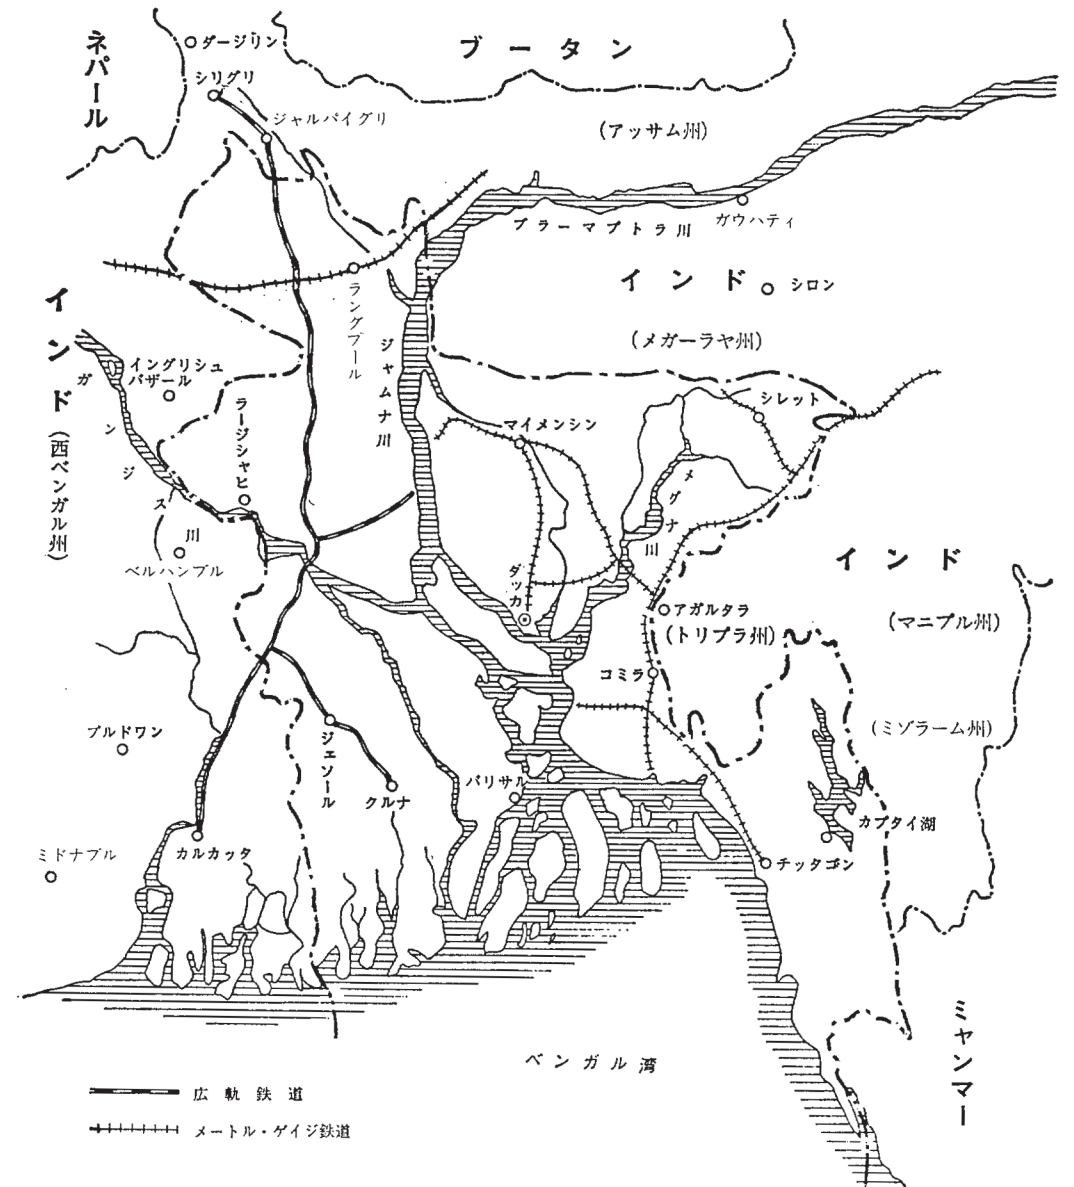 ネパール
ダージリン
ブータン
シリグリ
ジャルパイグリ
(アッサム州)
ガウハティ
ブラーマプトラ川
インド
シロン
(メガーラヤ州)
ラングプール
ジャムナ川
インド
(西ベンガル州)
ガンジス川
イングリシュ
バザール
ラージシャヒ
マイメンシン
シレット
メグナ川
ベルハンプル
ダッカ
アガルタラ
(トリプラ州)
インド
(マニプル州)
コミラ
(ミゾラーム州)
ブルドワン
ジェソール
クルナ
バリサル
カプタイ湖
カルカッタ
ミドナプル
チッタゴン
ミャンマー
ベンガル湾
広軌鉄道
メートル・ゲイジ鉄道